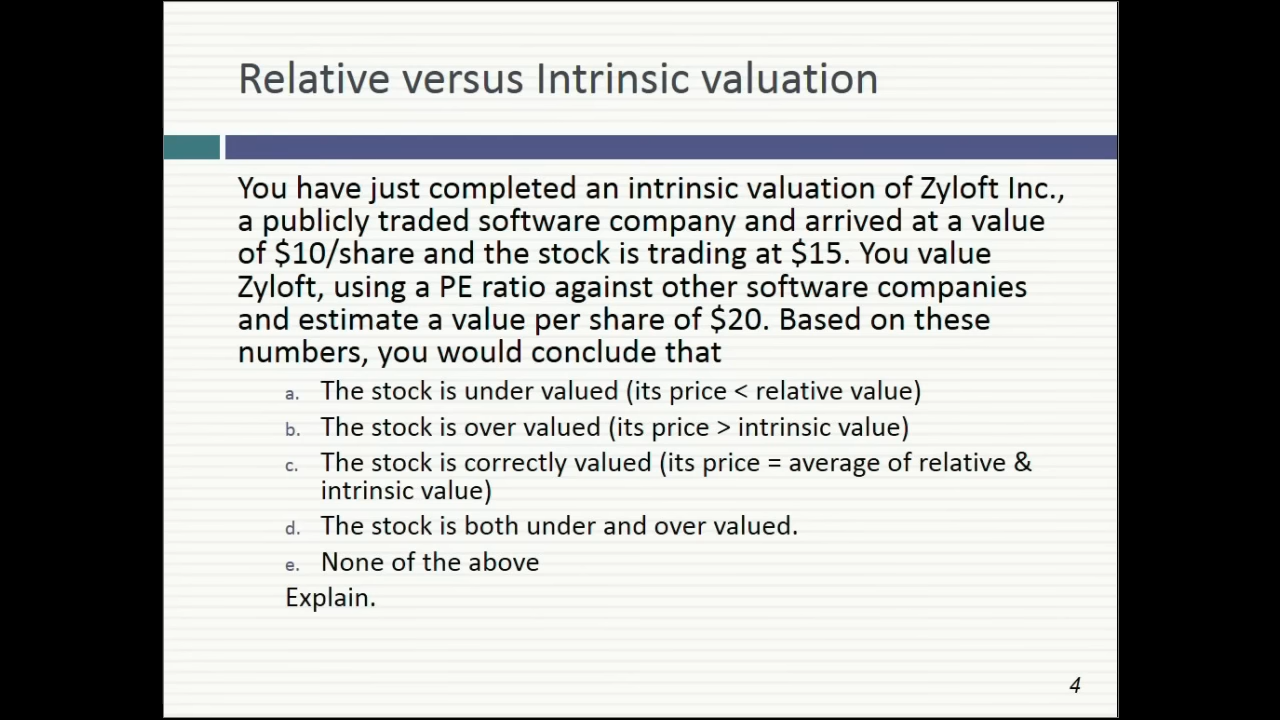 Relative versus Intrinsic valuation
You have just completed an intrinsic valuation of Zyloft Inc.,
a publicly traded software company and arrived at a value
of $10/share and the stock is trading at $15. You value
Zyloft, using a PE ratio against other software companies
and estimate a value per share of $20. Based on these
numbers, you would conclude that
a. The stock is under valued (its price < relative value)
b. The stock is over valued (its price > intrinsic value)
c. The stock is correctly valued (its price = average of relative &
intrinsic value)
d. The stock is both under and over valued.
e. None of the above
Explain.
4